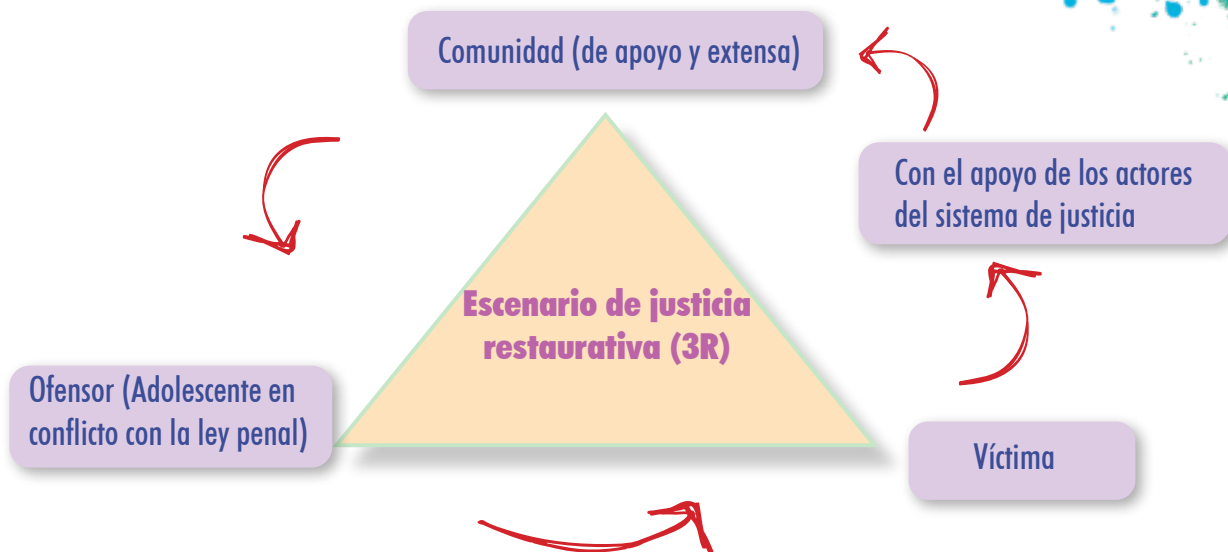 Comunidad (de apoyo y extensa)
Con el apoyo de los actores
del sistema de justicia
Escenario de justicia
restaurativa (3R)
Ofensor (Adolescente en
conflicto con la ley penal)
Víctima